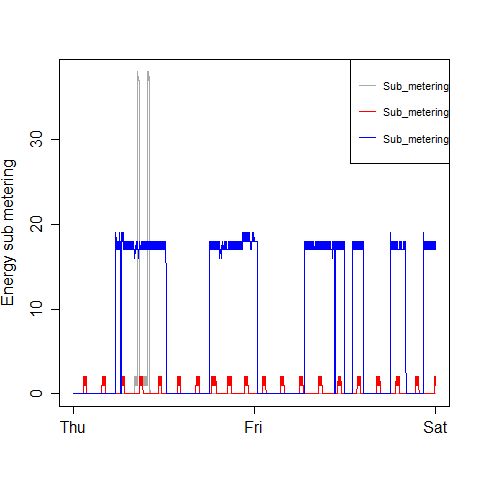 Sub_metering
Sub_metering
Sub_metering
Energy sub metering
30
20
10
0
Thu Fri Sat